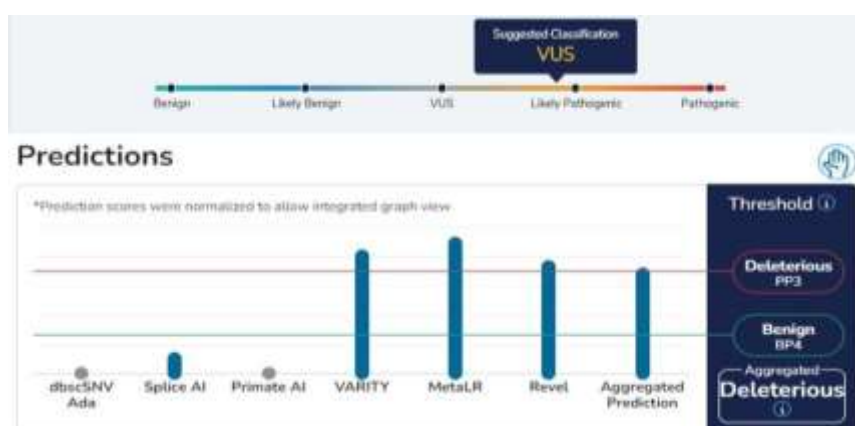 Suggested Classification
VUS
Benign
Likely Benign
VUS
Likely Pathogenic
Pathogenic
Predictions
*Prediction scores were normalized to allow integrated graph view
Threshold i
Deleterious
PP3
Benign
BP4
Aggregated
Deleterious
i
dbscSNV
Ada
Splice AI
Primate AI
VARITY
MetaLR
Revel
Aggregated
Prediction